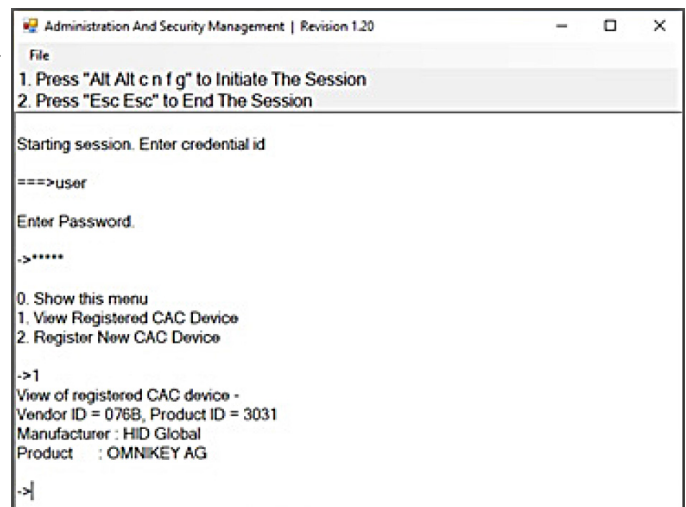 Administration And Security Management | Revision 1.20
File
1. Press "Alt Alt c n f g" to Initiate The Session
2. Press "Esc Esc" to End The Session
Starting session. Enter credential id
===>user
Enter Password.
->*****
0. Show this menu
1. View Registered CAC Device
2. Register New CAC Device
->1
View of registered CAC device -
Vendor ID = 076B, Product ID = 3031
Manufacturer : HID Global
Product : OMNIKEY AG
->